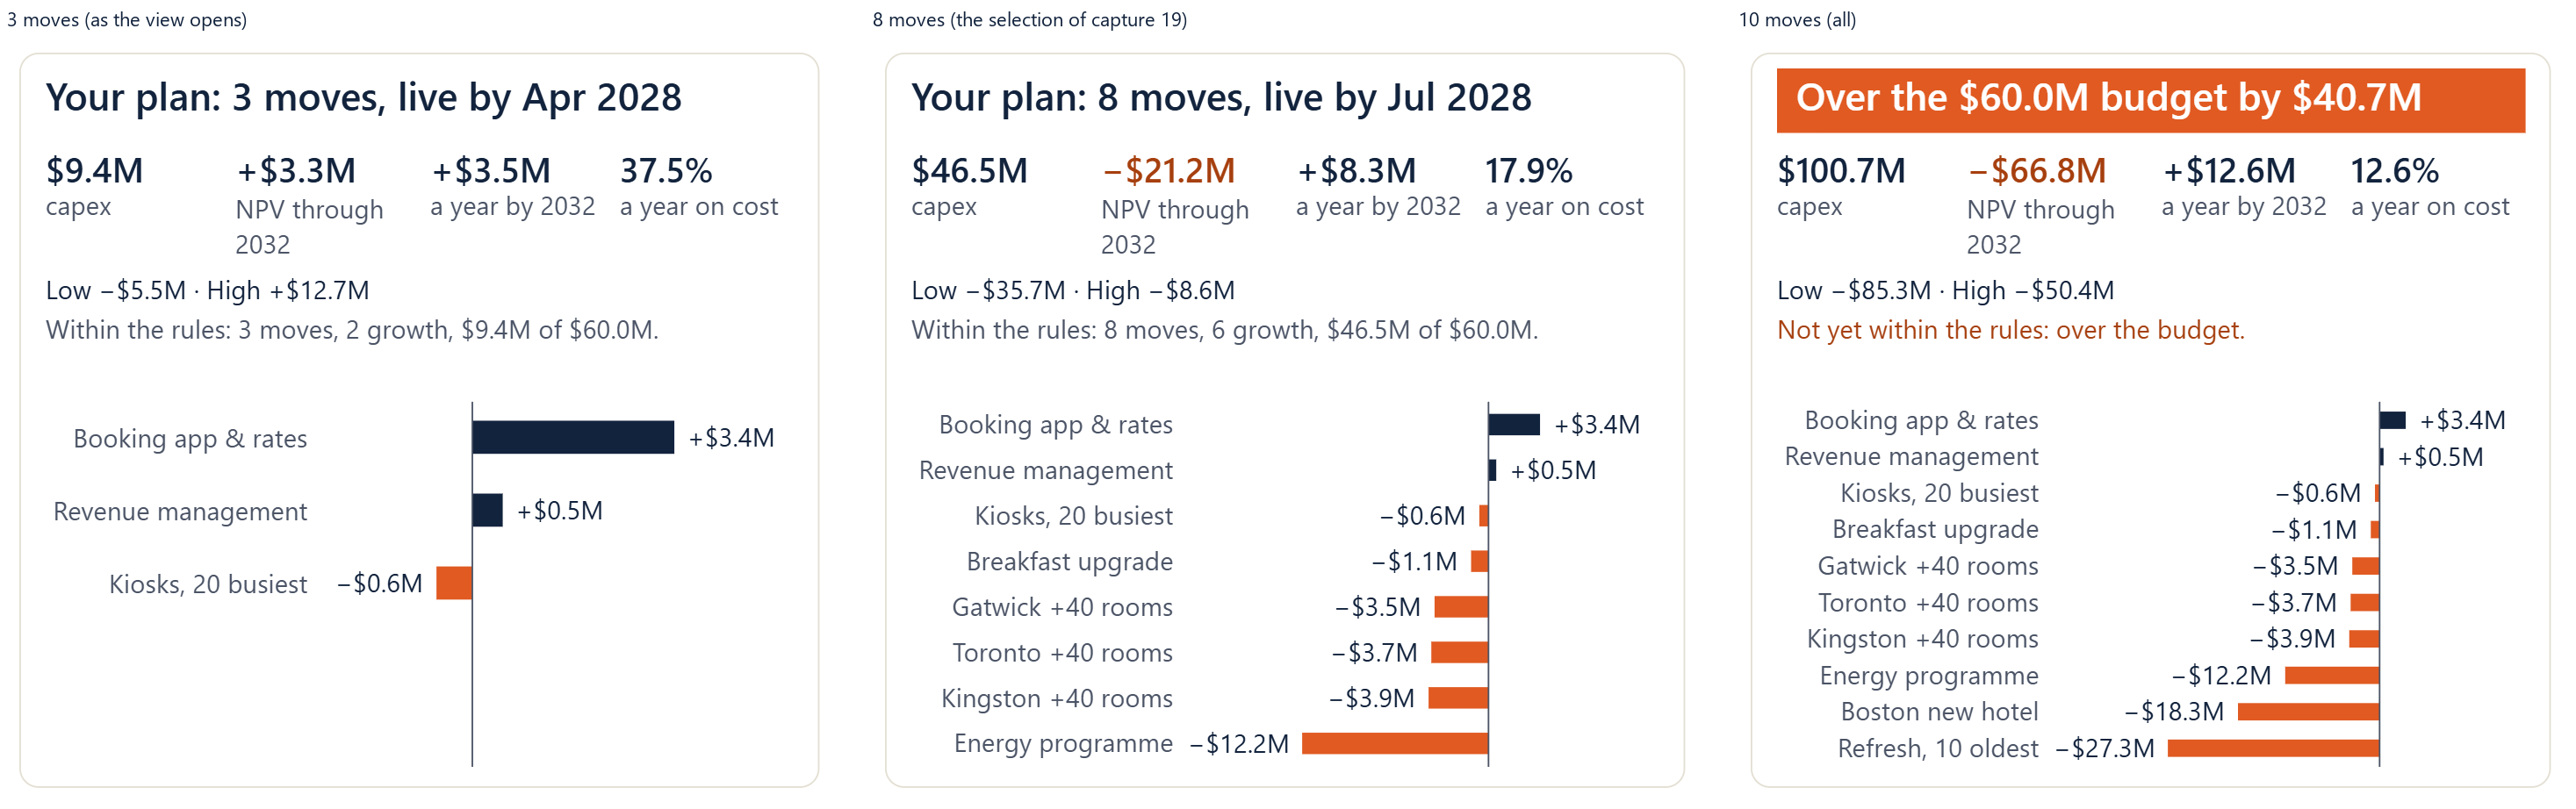 3 moves (as the view opens)
Your plan: 3 moves, live by Apr 2028
$9.4M
capex
+$3.3M
NPV through
2032
+$3.5M
a year by 2032
37.5%
a year on cost
Low −$5.5M · High +$12.7M
Within the rules: 3 moves, 2 growth, $9.4M of $60.0M.
Booking app & rates +$3.4M
Revenue management +$0.5M
Kiosks, 20 busiest −$0.6M
8 moves (the selection of capture 19)
Your plan: 8 moves, live by Jul 2028
$46.5M
capex
−$21.2M
NPV through
2032
+$8.3M
a year by 2032
17.9%
a year on cost
Low −$35.7M · High −$8.6M
Within the rules: 8 moves, 6 growth, $46.5M of $60.0M.
Booking app & rates +$3.4M
Revenue management +$0.5M
Kiosks, 20 busiest −$0.6M
Breakfast upgrade −$1.1M
Gatwick +40 rooms −$3.5M
Toronto +40 rooms −$3.7M
Kingston +40 rooms −$3.9M
Energy programme −$12.2M
10 moves (all)
Over the $60.0M budget by $40.7M
$100.7M
capex
−$66.8M
NPV through
2032
+$12.6M
a year by 2032
12.6%
a year on cost
Low −$85.3M · High −$50.4M
Not yet within the rules: over the budget.
Booking app & rates +$3.4M
Revenue management +$0.5M
Kiosks, 20 busiest −$0.6M
Breakfast upgrade −$1.1M
Gatwick +40 rooms −$3.5M
Toronto +40 rooms −$3.7M
Kingston +40 rooms −$3.9M
Energy programme −$12.2M
Boston new hotel −$18.3M
Refresh, 10 oldest −$27.3M